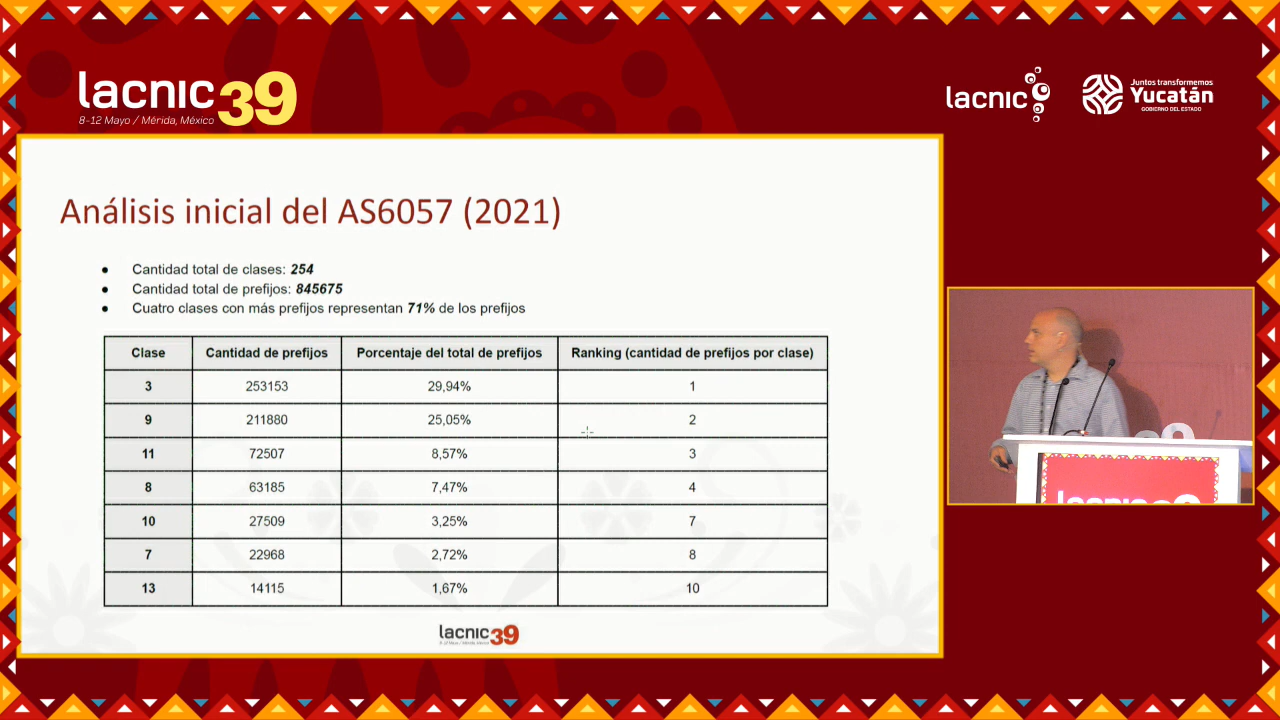 lacnic 39
8-12 Mayo / Mérida, México
lacnic
Juntos transformemos
Yucatán
GOBIERNO DEL ESTADO
Análisis inicial del AS6057 (2021)
● Cantidad total de clases: 254
● Cantidad total de prefijos: 845675
● Cuatro clases con más prefijos representan 71% de los prefijos
Clase Cantidad de prefijos Porcentaje del total de prefijos Ranking (cantidad de prefijos por clase)
3 253153 29,94% 1
9 211880 25,05% 2
11 72507 8,57% 3
8 63185 7,47% 4
10 27509 3,25% 7
7 22968 2,72% 8
13 14115 1,67% 10
lacnic 39